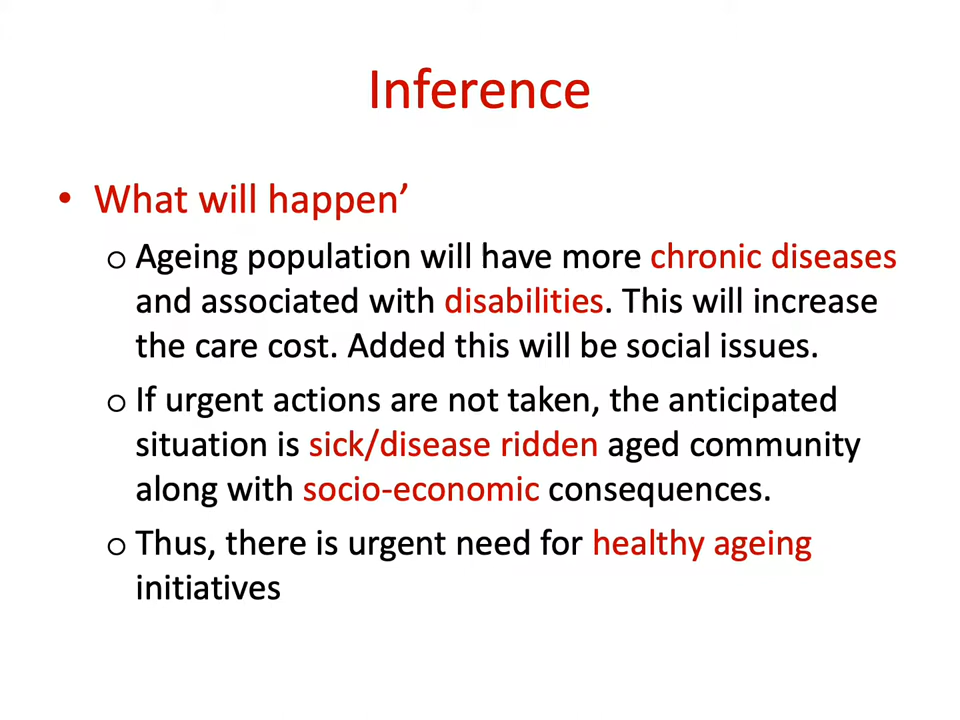 Inference
• What will happen’
o Ageing population will have more chronic diseases
and associated with disabilities. This will increase
the care cost. Added this will be social issues.
o If urgent actions are not taken, the anticipated
situation is sick/disease ridden aged community
along with socio-economic consequences.
o Thus, there is urgent need for healthy ageing
initiatives